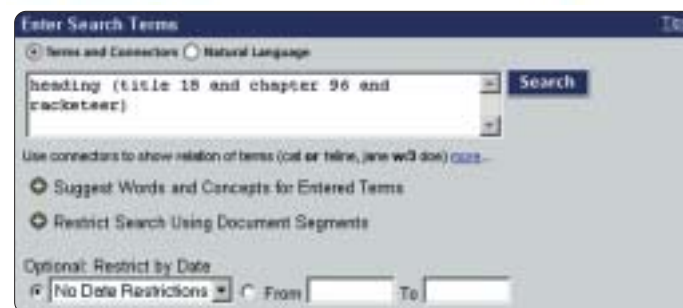 Enter Search Terms
Terms and Connectors Natural Language
heading (title 18 and chapter 96 and
racketeer)
Search
Use connectors to show relation of terms (cat or feline, jane w/3 doe) more...
Suggest Words and Concepts for Entered Terms
Restrict Search Using Document Segments
Optional: Restrict by Date
No Date Restrictions From To